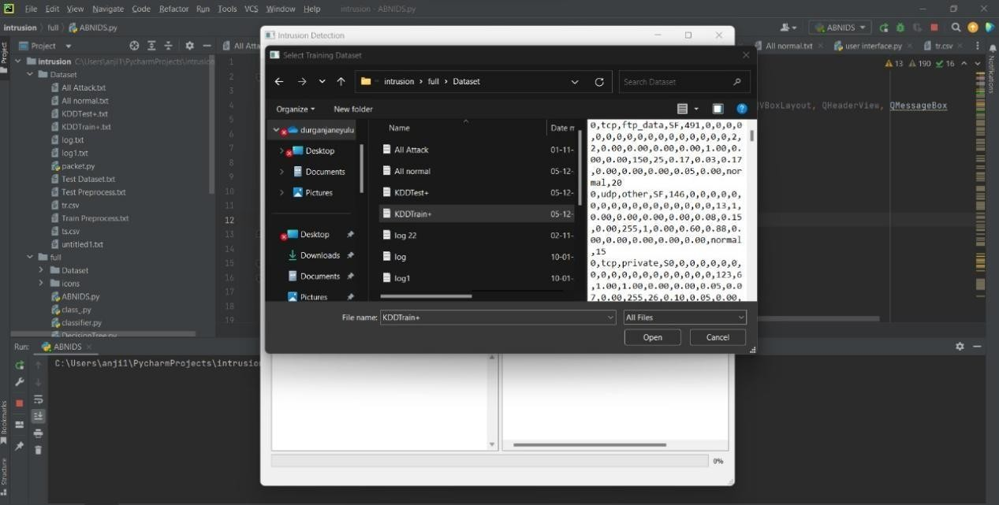 File Edit View Navigate Code Refactor Run Tools VCS Window Help intrusion - ABNIDS.py
intrusion full ABNIDS.py
ABNIDS
Project
All Atta
All normal.txt
user interface.py
tr.csv
13 190 16
Project
Notifications
intrusion C:\Users\anji1\PycharmProjects\intrusion
Dataset
All Attack.txt
All normal.txt
KDDTest+.txt
KDDTrain+.txt
log.txt
log1.txt
packet.py
Test Dataset.txt
Test Preprocess.txt
tr.csv
Train Preprocess.txt
ts.csv
untitled1.txt
full
Dataset
icons
ABNIDS.py
class_.py
classifier.py
DecisionTree.py
1
2
3
4
5
6
7
8
9
10
11
12
13
14
15
16
17
18
19
QVBoxLayout, QHeaderView, QMessageBox
Intrusion Detection
Select Training Dataset
intrusion › full › Dataset
Search Dataset
Organize
New folder
durganjaneyulu
Desktop
Documents
Pictures
Desktop
Downloads
Documents
Pictures
Name Date m
All Attack 01-11-
All normal 05-12-
KDDTest+ 05-12-
KDDTrain+ 05-12-
log 22 02-11-
log 10-01-
log1 10-01-
0,tcp,ftp_data,SF,491,0,0,0,0
,0,0,0,0,0,0,0,0,0,0,0,0,0,2,
2,0.00,0.00,0.00,0.00,1.00,0.
00,0.00,150,25,0.17,0.03,0.17
,0.00,0.00,0.00,0.05,0.00,nor
mal,20
0,udp,other,SF,146,0,0,0,0,0,
0,0,0,0,0,0,0,0,0,0,0,0,13,1,
0.00,0.00,0.00,0.00,0.08,0.15
,0.00,255,1,0.00,0.60,0.88,0.
00,0.00,0.00,0.00,0.00,normal
,15
0,tcp,private,S0,0,0,0,0,0,0,
0,0,0,0,0,0,0,0,0,0,0,0,123,6
,1.00,1.00,0.00,0.00,0.05,0.0
7,0.00,255,26,0.10,0.05,0.00,
File name: KDDTrain+
All Files
Open
Cancel
0%
Run: ABNIDS
C:\Users\anji1\PycharmProjects\intrusion
Bookmarks
Structure